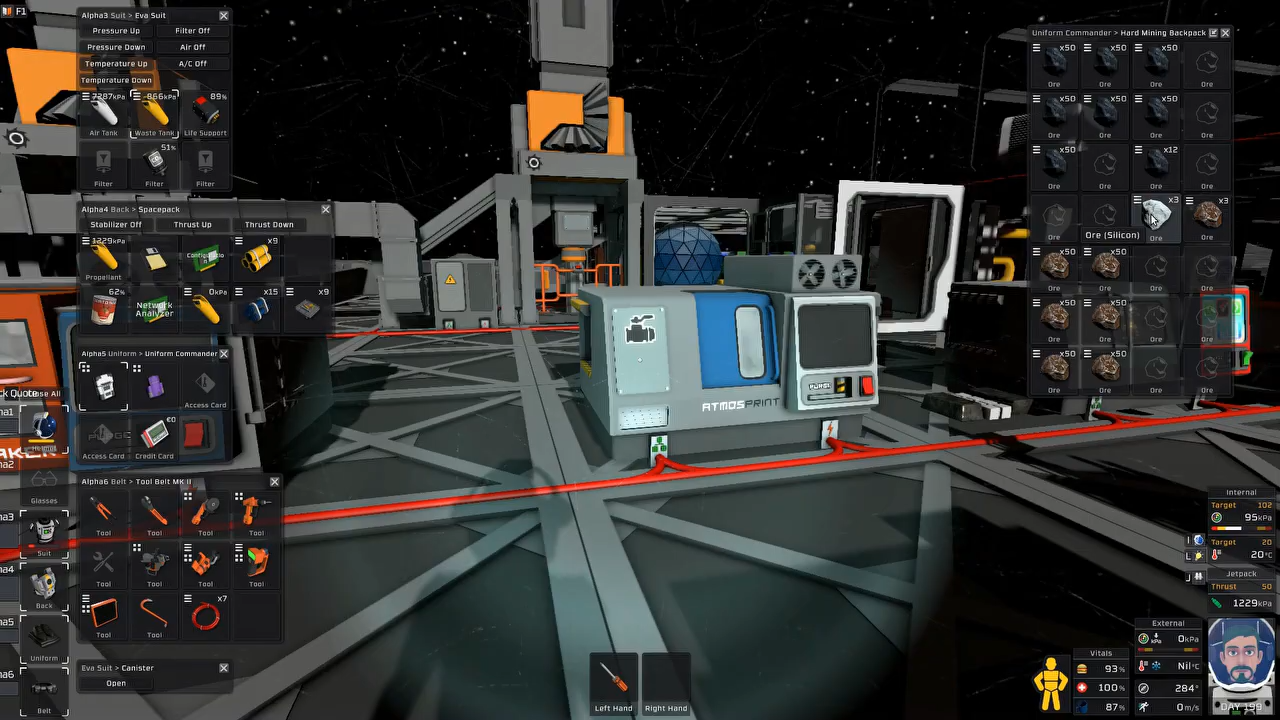 F1
Alpha3 Suit > Eva Suit
Pressure Up
Filter Off
Pressure Down
Air Off
Temperature Up
A/C Off
Temperature Down
7287kPa
-866kPa
89%
Air Tank
Waste Tank
Life Support
51%
Filter
Filter
Filter
Alpha4 Back > Spacepack
Stabilizer Off
Thrust Up
Thrust Down
1229kPa
x9
Propellant
62%
0kPa
x15
x9
Network
Analyzer
Alpha5 Uniform > Uniform Commander
Access Card
€0
Access Card
Credit Card
Alpha6 Belt > Tool Belt MK II
Tool
Tool
Tool
Tool
Tool
Tool
Tool
Tool
x7
Tool
Tool
Eva Suit > Canister
Open
Glasses
Suit
Back
Uniform
Belt
Uniform Commander > Hard Mining Backpack
x50
x50
x50
Ore
Ore
Ore
Ore
x50
x50
x50
Ore
Ore
Ore
Ore
x50
x12
Ore
Ore
Ore
Ore
x3
x3
Ore
Ore
Ore
Ore
Ore (Silicon)
x50
x50
Ore
Ore
Ore
Ore
x50
x50
Ore
Ore
Ore
Ore
x50
x50
Ore
Ore
Ore
Ore
ATMOSPRINT
Left Hand
Right Hand
Internal
Target 102
95kPa
Target 20
20°C
Jetpack
Thrust 50
1229kPa
External
0kPa
Nil°C
284°
0m/s
Vitals
93%
100%
87%
DAY 199